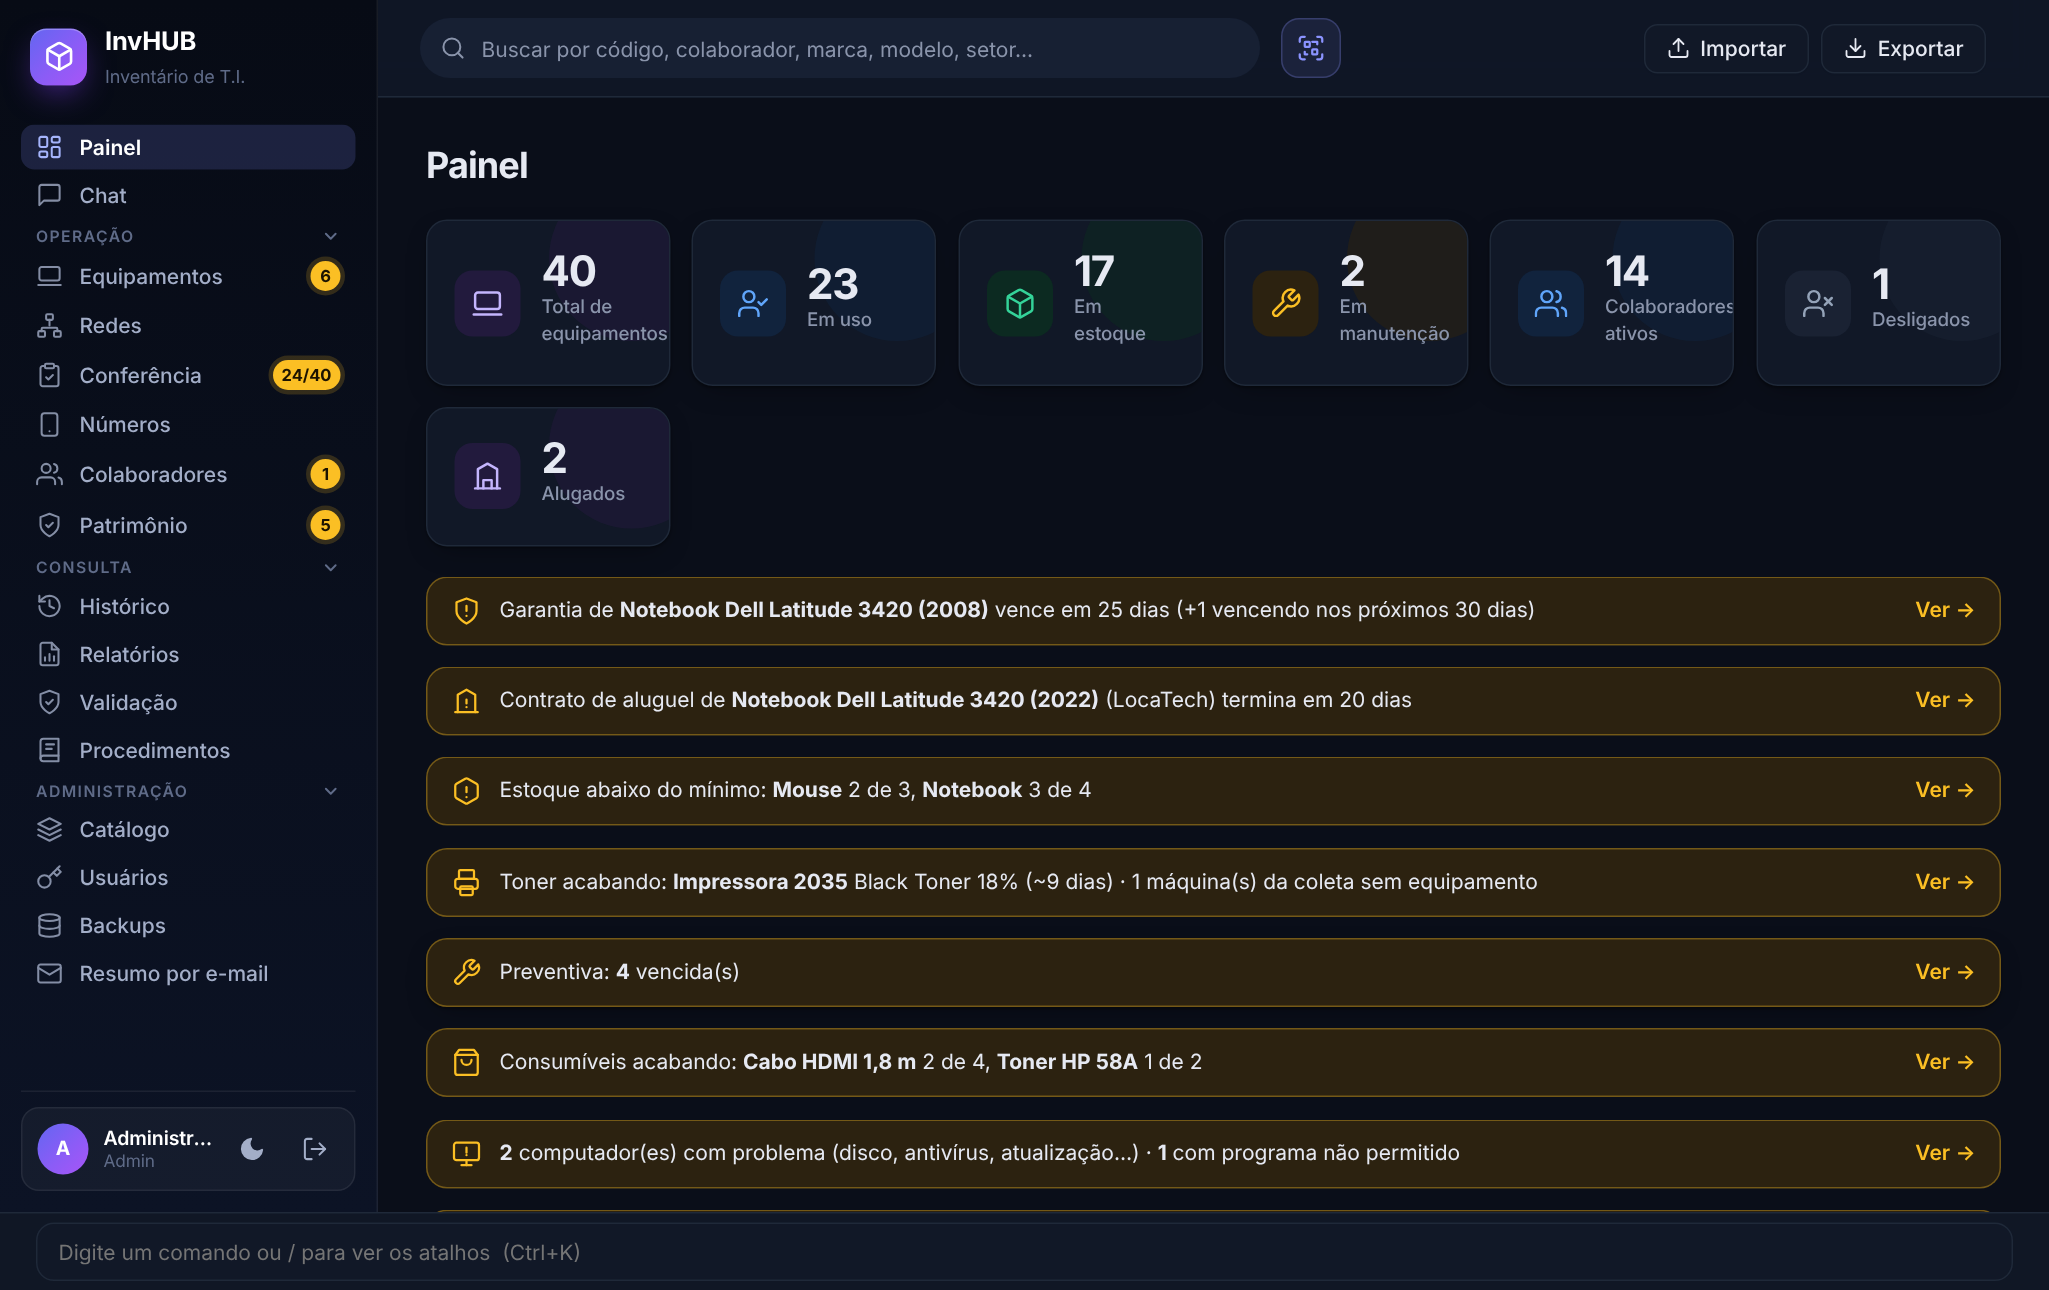 InvHUB
Inventário de T.I.
Painel
Chat
OPERAÇÃO
Equipamentos 6
Redes
Conferência 24/40
Números
Colaboradores 1
Patrimônio 5
CONSULTA
Histórico
Relatórios
Validação
Procedimentos
ADMINISTRAÇÃO
Catálogo
Usuários
Backups
Resumo por e-mail
A
Administr...
Admin
Buscar por código, colaborador, marca, modelo, setor...
Importar
Exportar
Painel
40
Total de
equipamentos
23
Em uso
17
Em
estoque
2
Em
manutenção
14
Colaboradores
ativos
1
Desligados
2
Alugados
Garantia de Notebook Dell Latitude 3420 (2008) vence em 25 dias (+1 vencendo nos próximos 30 dias) Ver →
Contrato de aluguel de Notebook Dell Latitude 3420 (2022) (LocaTech) termina em 20 dias Ver →
Estoque abaixo do mínimo: Mouse 2 de 3, Notebook 3 de 4 Ver →
Toner acabando: Impressora 2035 Black Toner 18% (~9 dias) · 1 máquina(s) da coleta sem equipamento Ver →
Preventiva: 4 vencida(s) Ver →
Consumíveis acabando: Cabo HDMI 1,8 m 2 de 4, Toner HP 58A 1 de 2 Ver →
2 computador(es) com problema (disco, antivírus, atualização...) · 1 com programa não permitido Ver →
Digite um comando ou / para ver os atalhos (Ctrl+K)